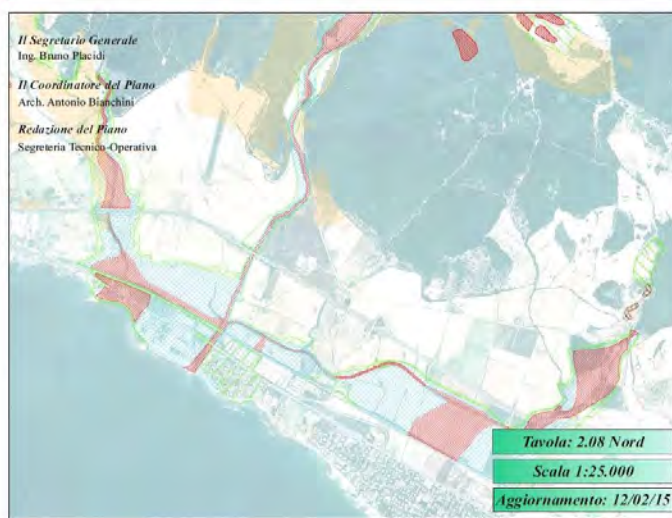 Il Segretario Generale
Ing. Bruno Placidi
Il Coordinatore del Piano
Arch. Antonio Bianchini
Redazione del Piano
Segreteria Tecnico-Operativa
Tavola: 2.08 Nord
Scala 1:25.000
Aggiornamento: 12/02/15